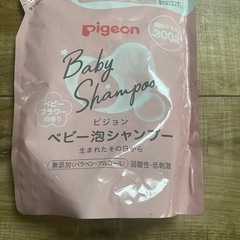 Pigeon
300
Baby
Shampoo
ベビー
フラワー
の香り
ピジョン
ベビー泡シャンプー
生まれたその日から
無添加(パラベン・アルコール)
弱酸性・低刺激